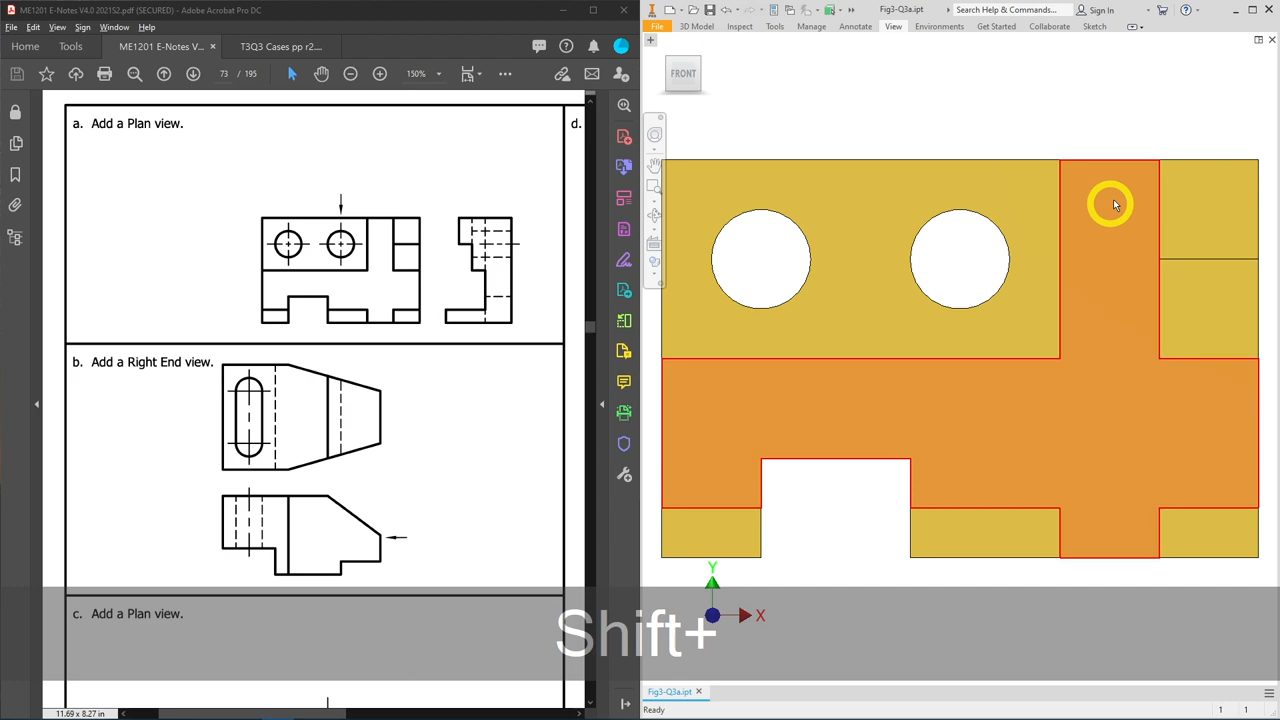 ME1201 E-Notes V4.0 2021S2.pdf (SECURED) - Adobe Acrobat Pro DC
View Sign Window Help
Home Tools ME1201 E-Notes V... T3Q3 Cases pp r2...
73 / 195 150%
a. Add a Plan view.
d.
b. Add a Right End view.
c. Add a Plan view.
11.69 x 8.27 in
Fig3-Q3a.ipt Search Help & Commands... Sign In
File 3D Model Inspect Tools Manage Annotate View Environments Get Started Collaborate Sketch
FRONT
Y
X
Shift+
Fig3-Q3a.ipt
Ready 1 1